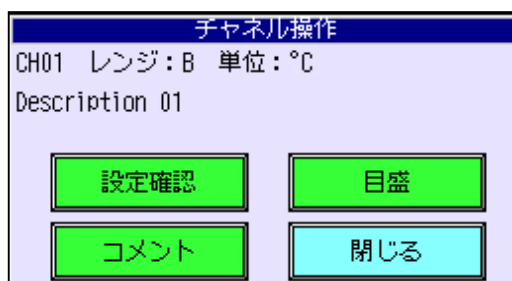 チャネル操作
CH01 レンジ:B 単位:°C
Description 01
設定確認 目盛
コメント 閉じる